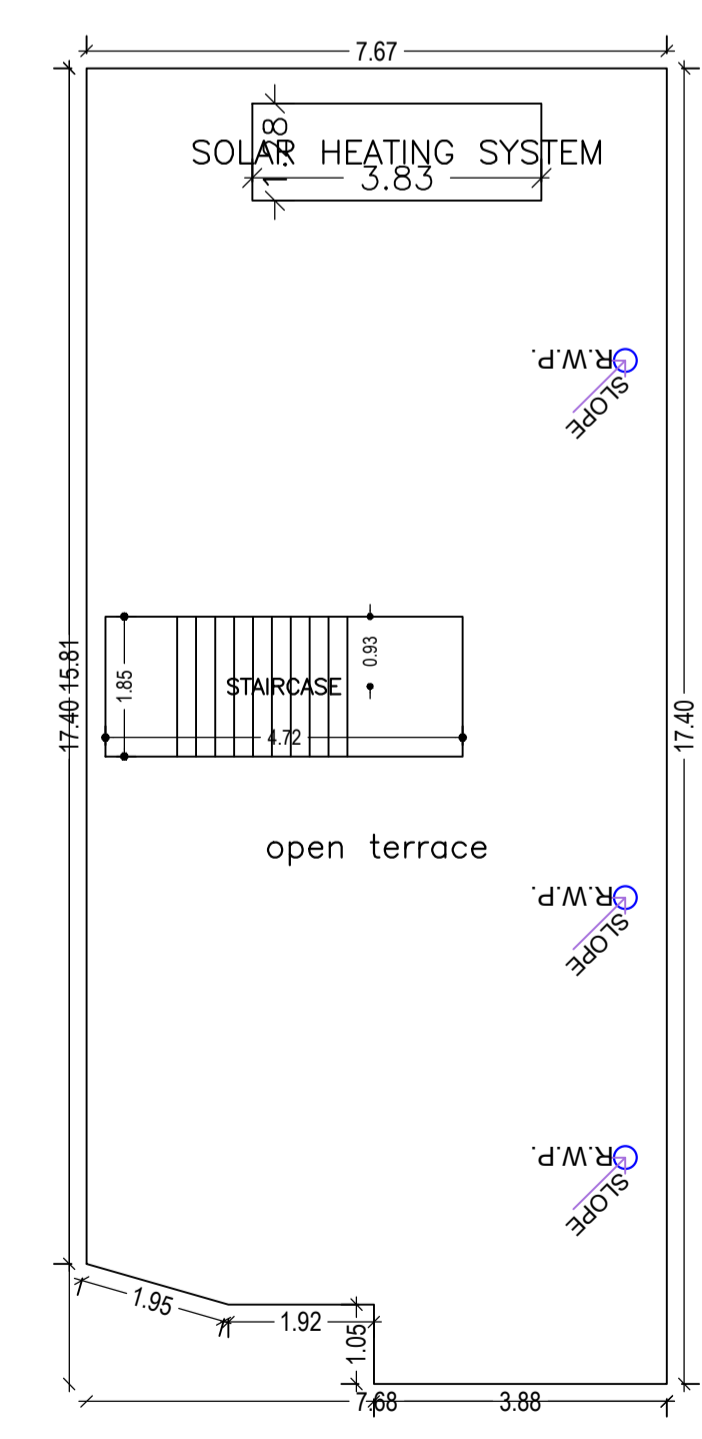 7.67
SOLAR HEATING SYSTEM
1.28
3.83
R.W.P.
SLOPE
17.40 15.81
1.85
0.93
STAIRCASE
4.72
17.40
open terrace
R.W.P.
SLOPE
R.W.P.
SLOPE
1.95
1.92
1.05
7.68
3.88